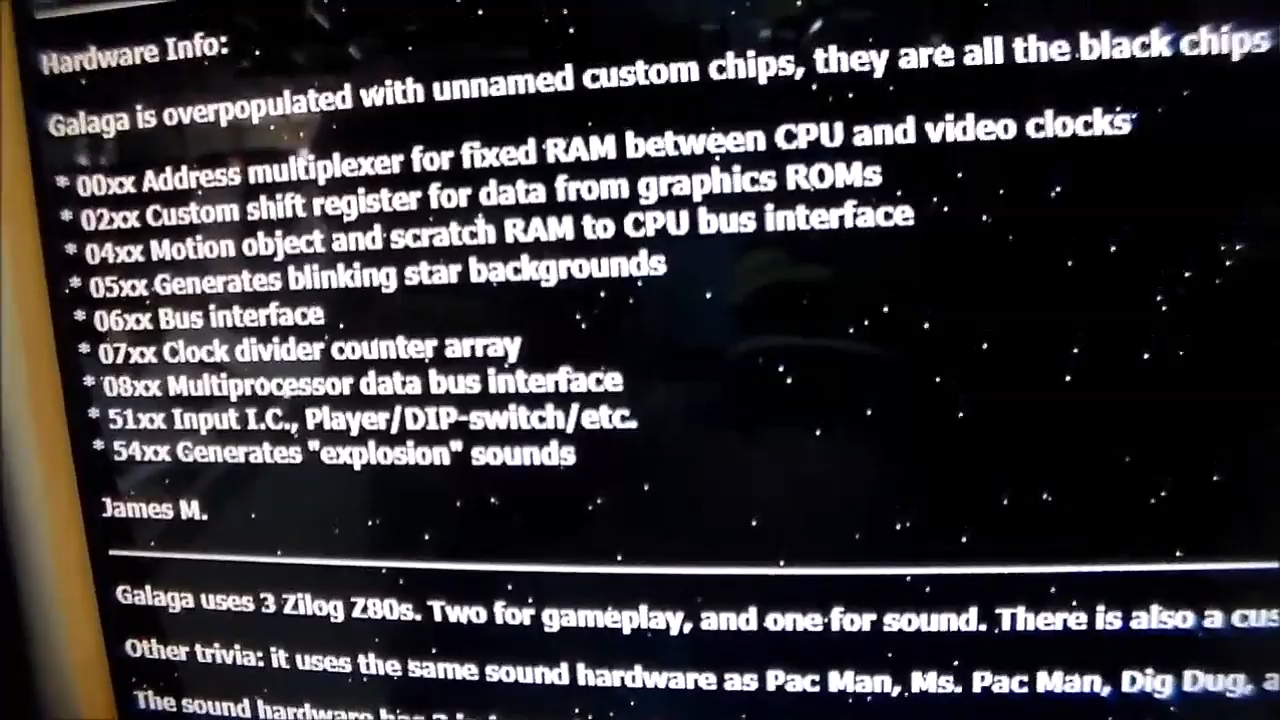 Hardware Info:
Galaga is overpopulated with unnamed custom chips, they are all the black chips
* 00xx Address multiplexer for fixed RAM between CPU and video clocks
* 02xx Custom shift register for data from graphics ROMs
* 04xx Motion object and scratch RAM to CPU bus interface
* 05xx Generates blinking star backgrounds
* 06xx Bus interface
* 07xx Clock divider counter array
* 08xx Multiprocessor data bus interface
* 51xx Input I.C., Player/DIP-switch/etc.
* 54xx Generates "explosion" sounds
James M.
Galaga uses 3 Zilog Z80s. Two for gameplay, and one for sound. There is also a cus
Other trivia: it uses the same sound hardware as Pac Man, Ms. Pac Man, Dig Dug, a
The sound hardware has